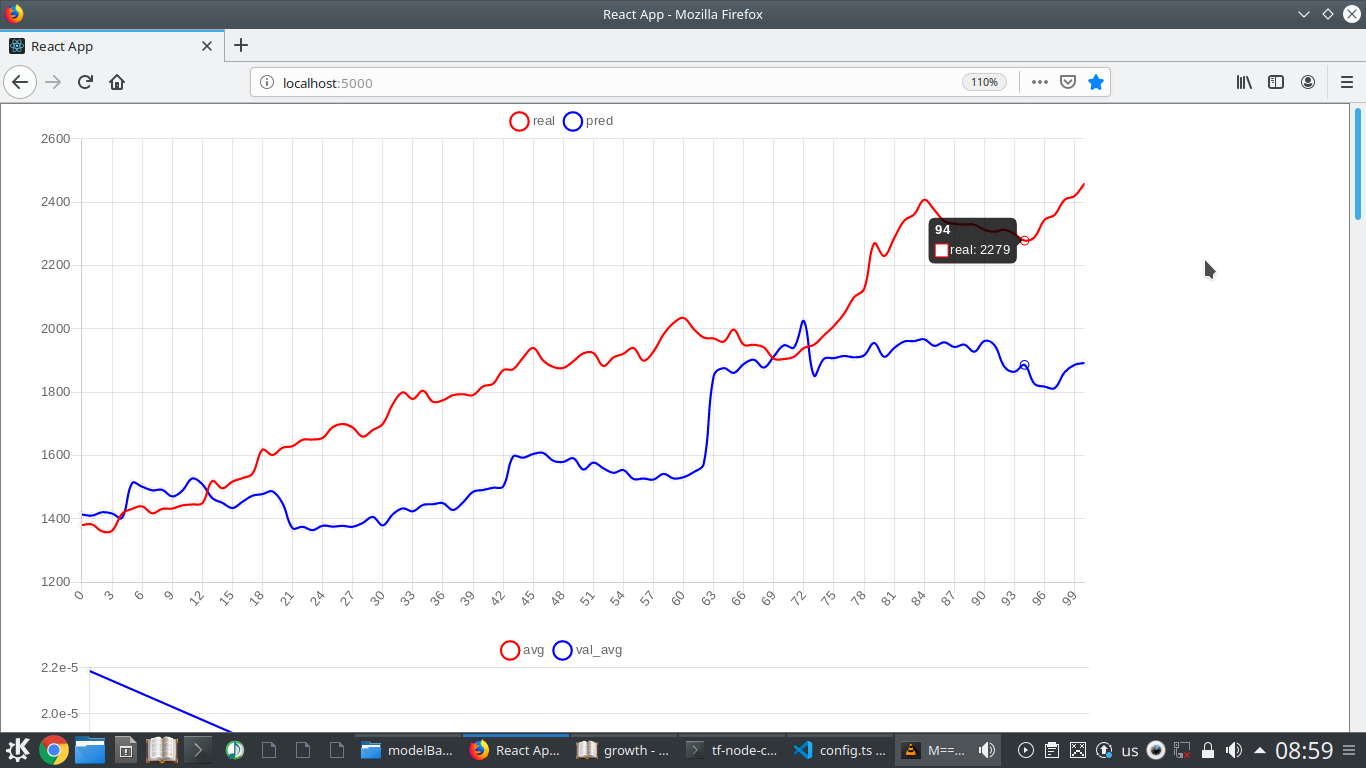 React App - Mozilla Firefox
React App
localhost:5000
110%
real pred
2600
2400
2200
2000
1800
1600
1400
1200
94
real: 2279
0 3 6 9 12 15 18 21 24 27 30 33 36 39 42 45 48 51 54 57 60 63 66 69 72 75 78 81 84 87 90 93 96 99
avg val_avg
2.2e-5
2.0e-5
modelBa... React Ap... growth - ... tf-node-c... config.ts ... M==... us 08:59